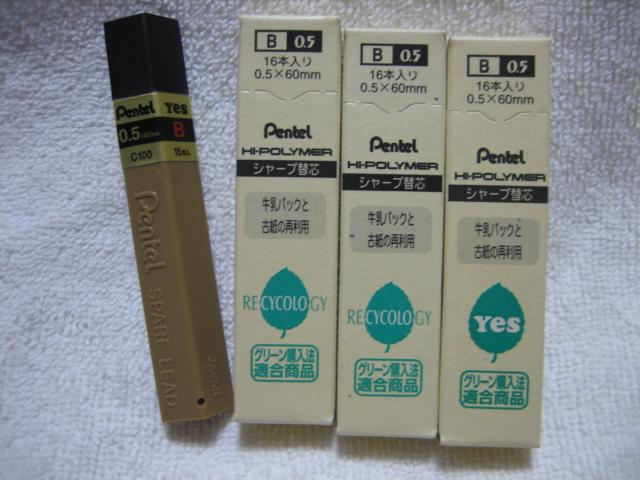 Pentel Yes
0.5 B
C100
Pentel
SPARE LEAD
JAPAN
B 0.5
16本入り
0.5×60mm
Pentel
HI-POLYMER
シャープ替芯
牛乳パックと
古紙の再利用
RECYCOLOGY
グリーン購入法
適合商品
B 0.5
16本入り
0.5×60mm
Pentel
HI-POLYMER
シャープ替芯
牛乳パックと
古紙の再利用
RECYCOLOGY
グリーン購入法
適合商品
B 0.5
16本入り
0.5×60mm
Pentel
HI-POLYMER
シャープ替芯
牛乳パックと
古紙の再利用
Yes
グリーン購入法
適合商品